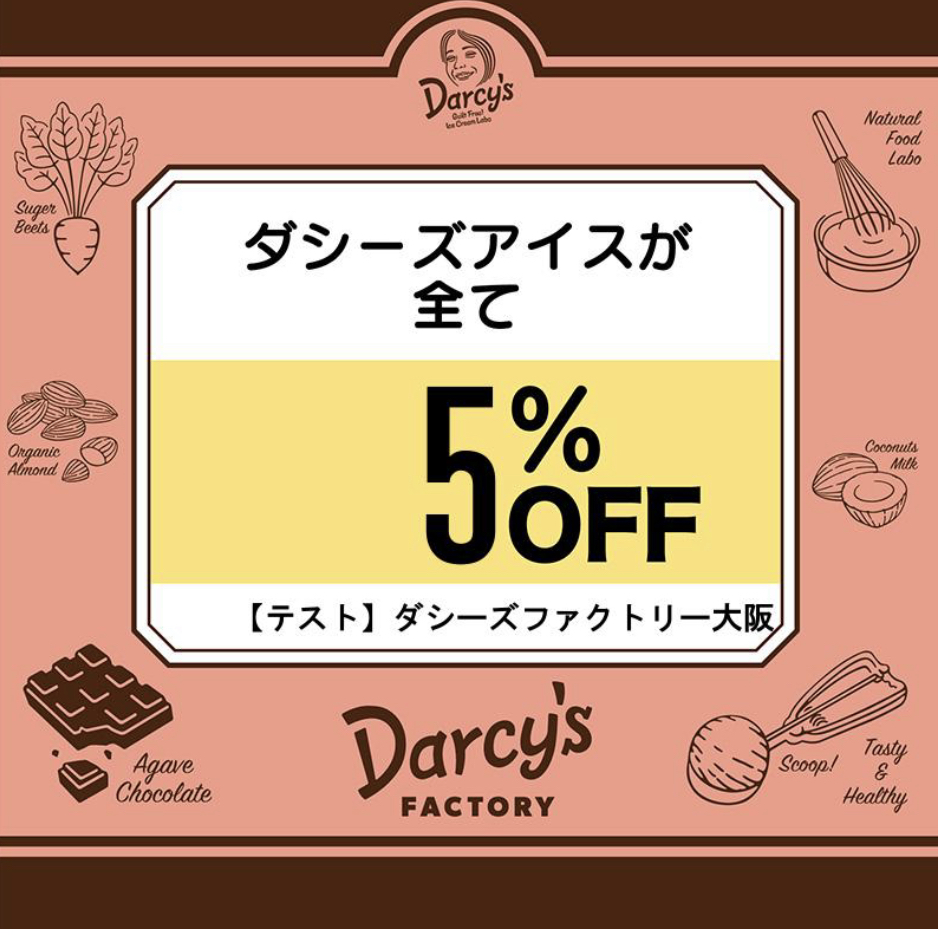 Darcy's
Guilt Free!
Ice Cream Labo
Natural
Food
Labo
Suger
Beets
ダシーズアイスが
全て
5%
OFF
Organic
Almond
Coconuts
Milk
【テスト】ダシーズファクトリー大阪
Agave
Chocolate
Darcy's
FACTORY
Scoop!
Tasty
&
Healthy